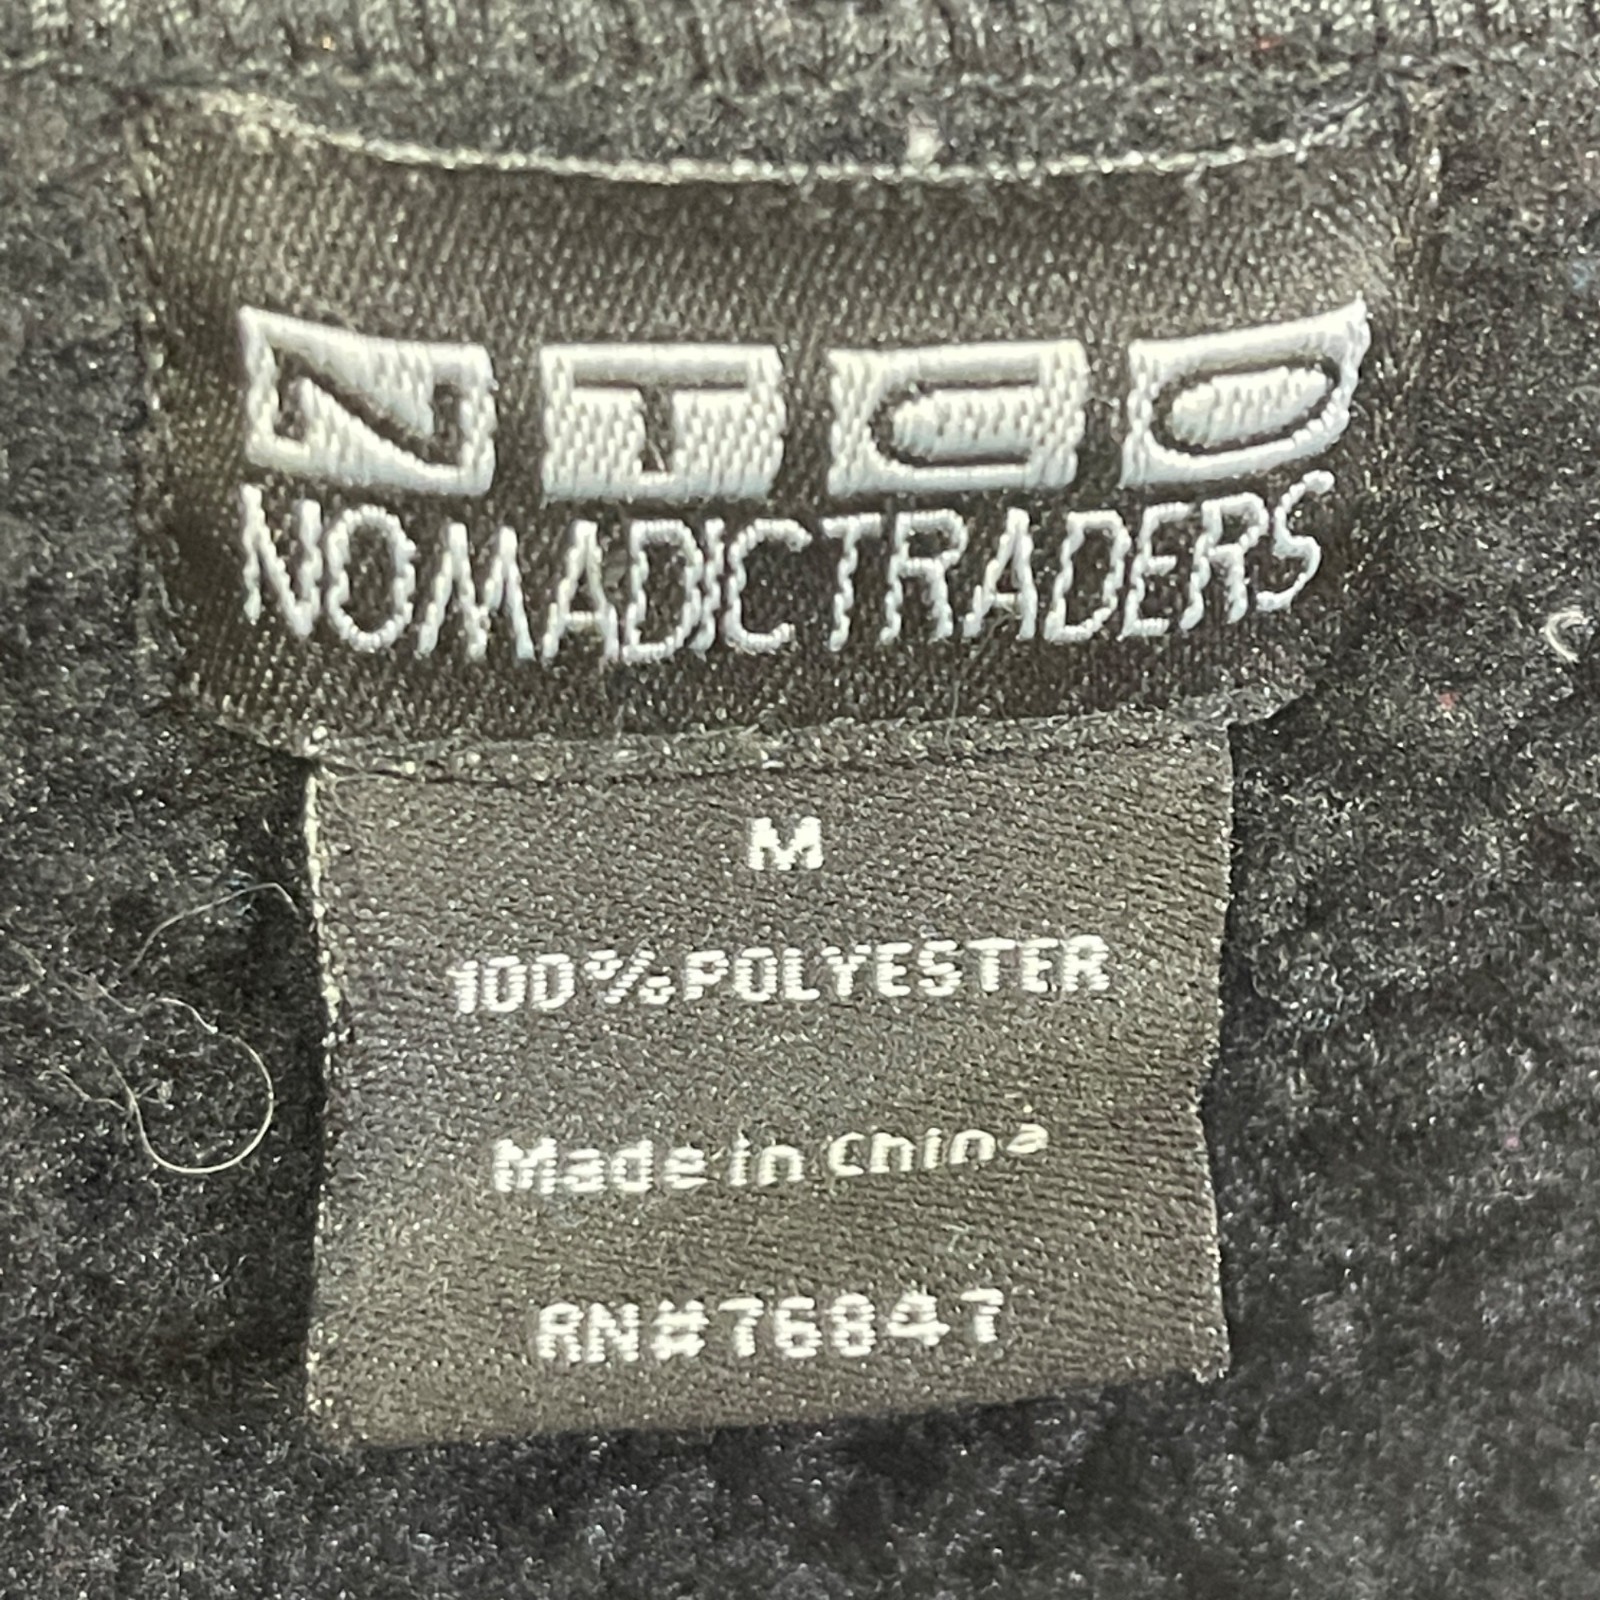 NTCO
NOMADICTRADERS
M
100%POLYESTER
Made in China
RN#76847